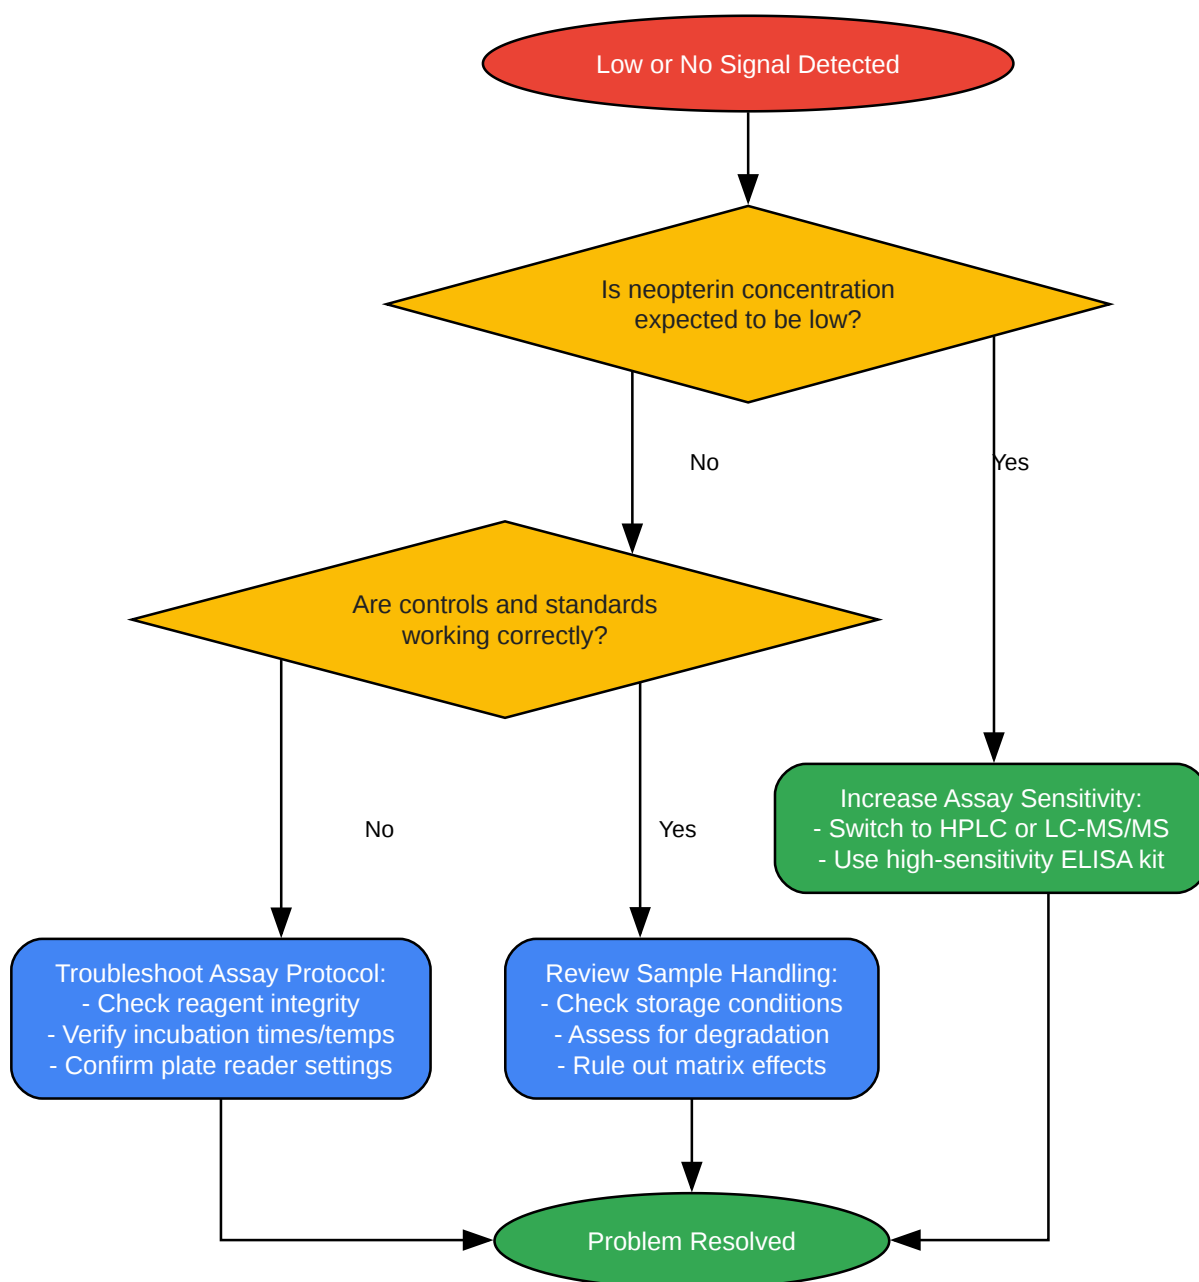 Low or No Signal Detected
Is neopterin concentration
expected to be low?
No
Yes
Are controls and standards
working correctly?
Increase Assay Sensitivity:
- Switch to HPLC or LC-MS/MS
- Use high-sensitivity ELISA kit
No
Yes
Troubleshoot Assay Protocol:
- Check reagent integrity
- Verify incubation times/temps
- Confirm plate reader settings
Review Sample Handling:
- Check storage conditions
- Assess for degradation
- Rule out matrix effects
Problem Resolved